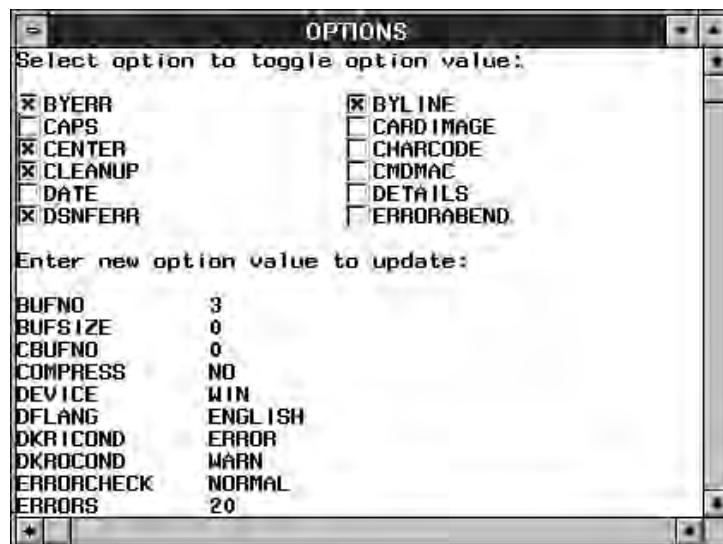 OPTIONS
Select option to toggle option value:
BYERR BYLINE
CAPS CARDIMAGE
CENTER CHARCODE
CLEANUP CMDMAC
DATE DETAILS
DSNFERR ERRORABEND
Enter new option value to update:
BUFNO 3
BUFSIZE 0
CBUFNO 0
COMPRESS NO
DEVICE WIN
DFLANG ENGLISH
DKRICOND ERROR
DKROCOND WARN
ERRORCHECK NORMAL
ERRORS 20